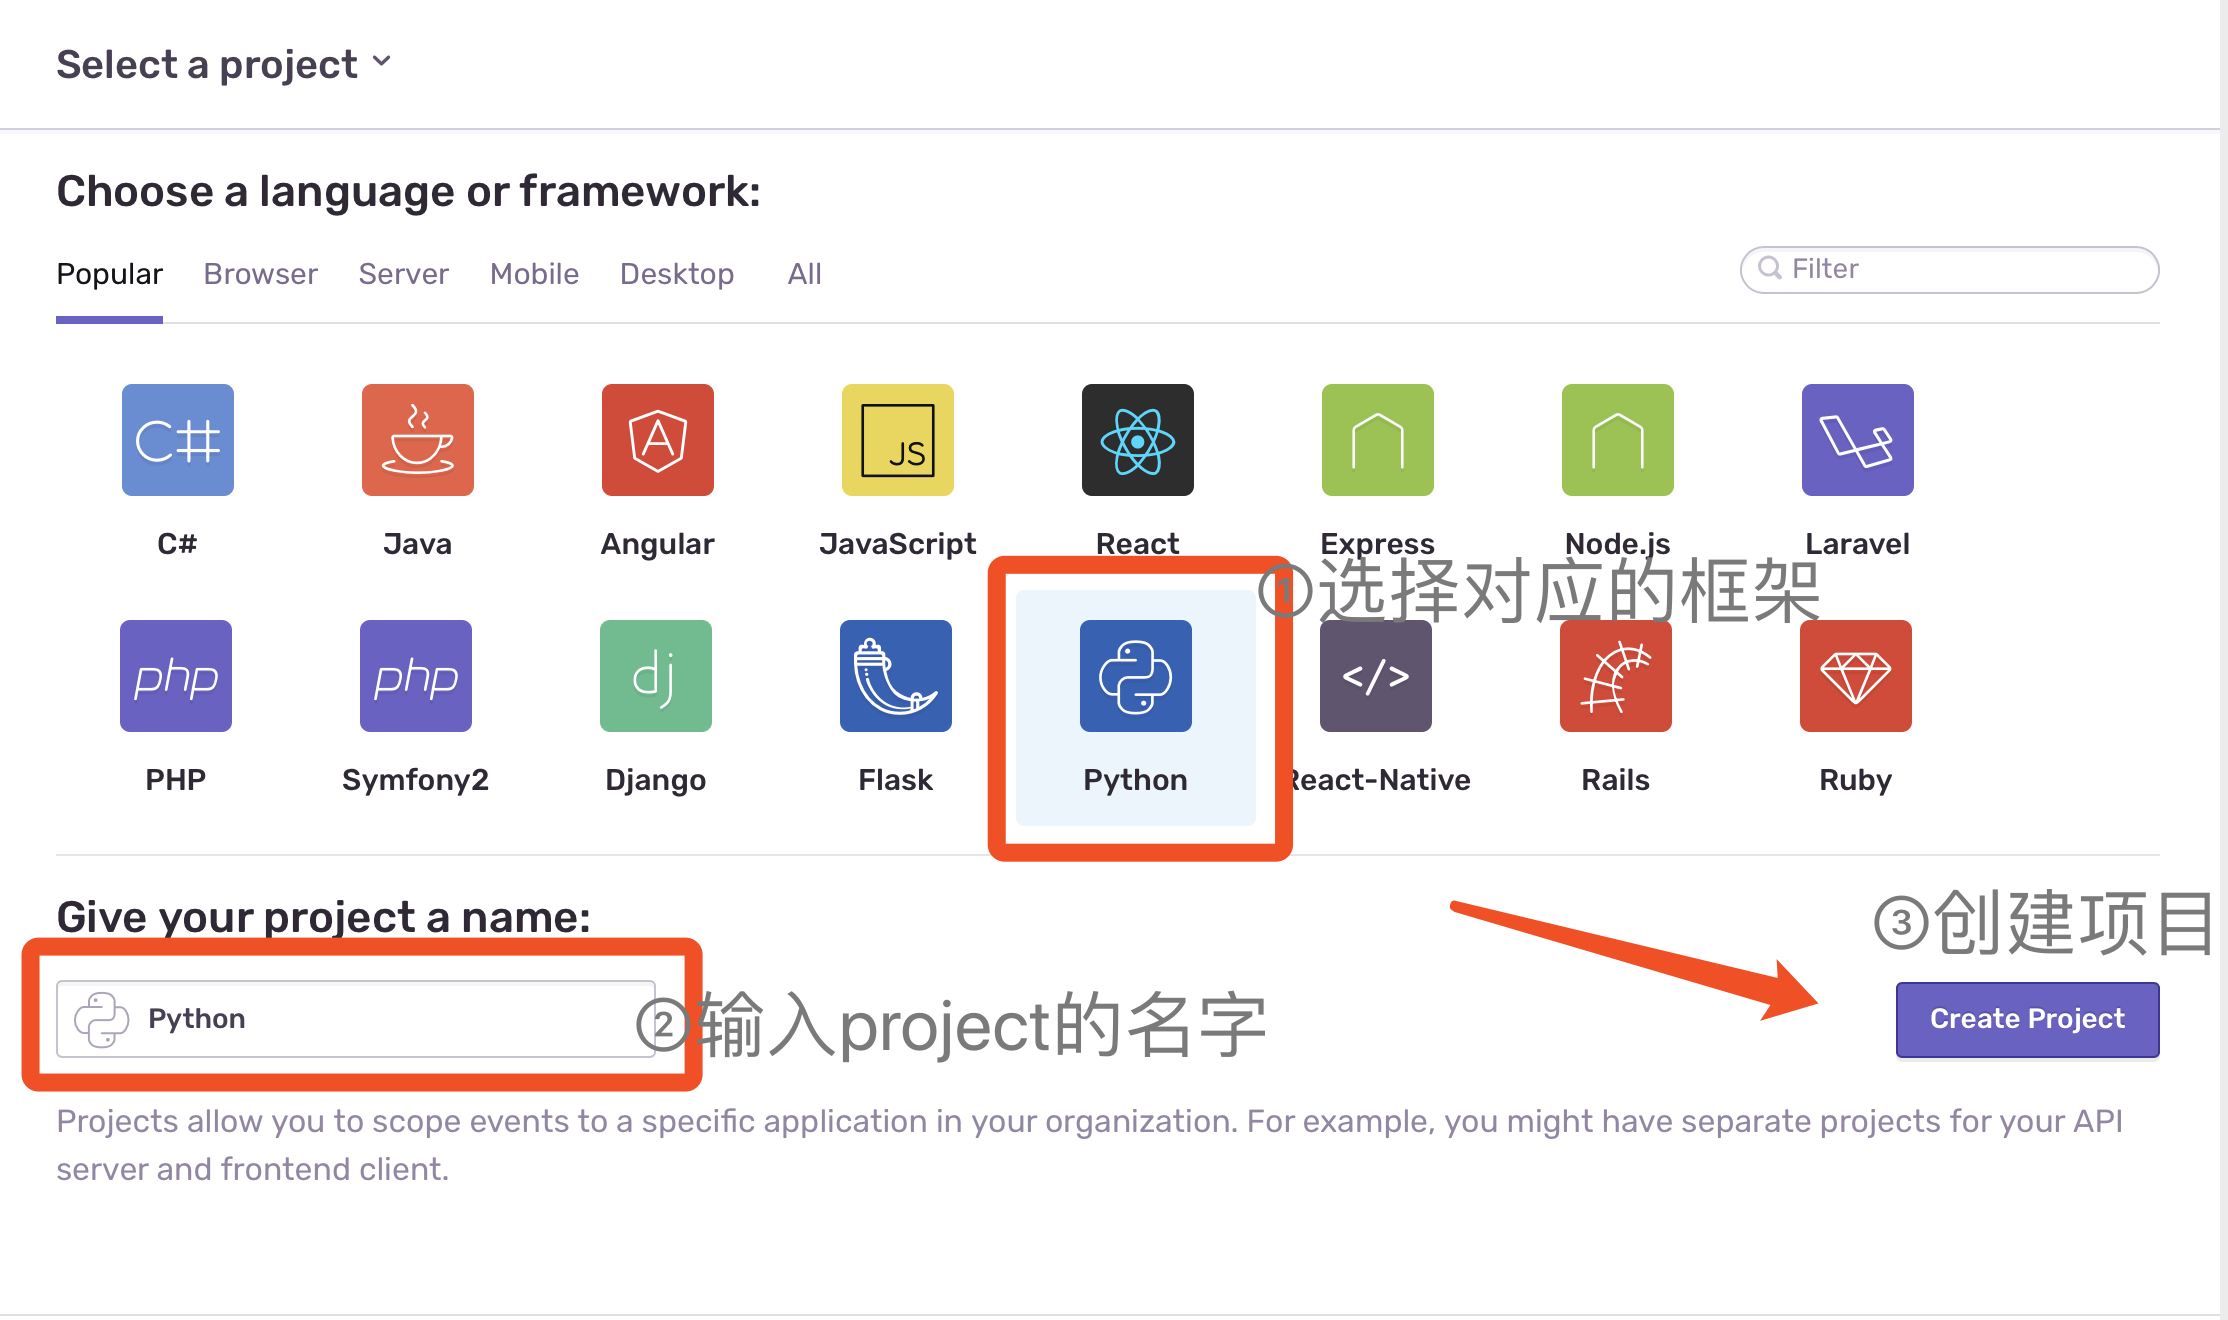 Select a project
Choose a language or framework:
Popular Browser Server Mobile Desktop All Filter
C# JS
C# Java Angular JavaScript React Express Node.js Laravel
①选择对应的框架
php php dj </>
PHP Symfony2 Django Flask Python React-Native Rails Ruby
Give your project a name:
③创建项目
Python
②输入project的名字
Create Project
Projects allow you to scope events to a specific application in your organization. For example, you might have separate projects for your API
server and frontend client.